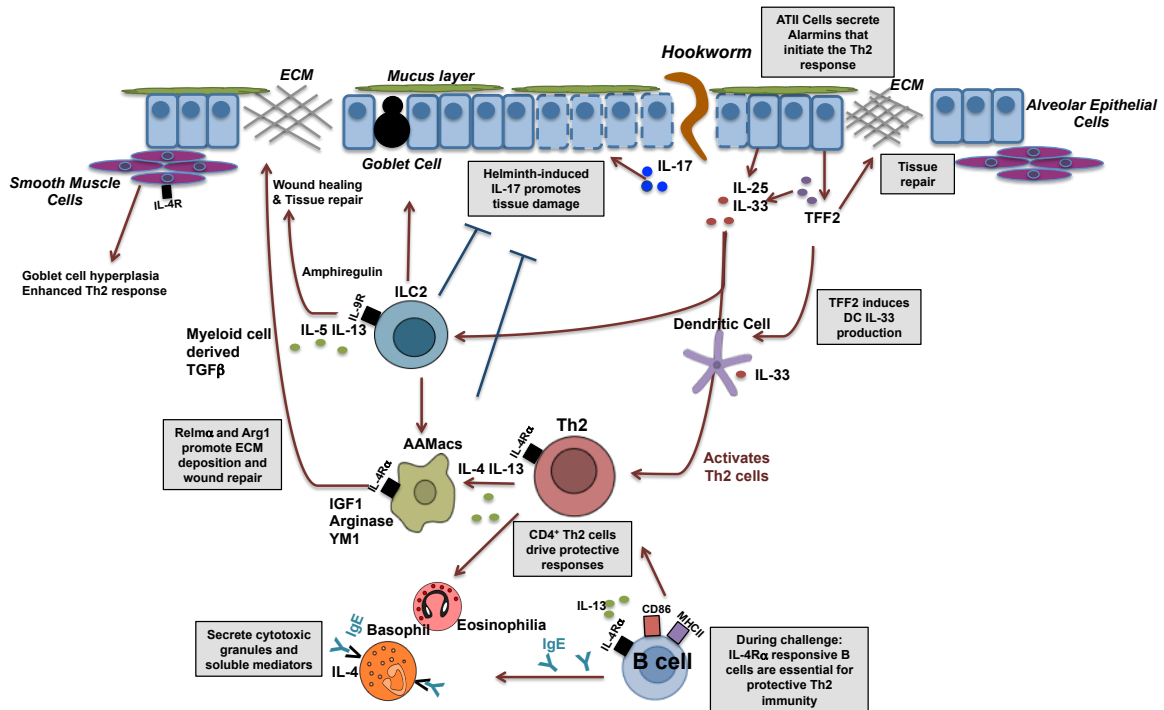 ATII Cells secrete
Alarmins that
initiate the Th2
response
Hookworm
ECM
Mucus layer
ECM
Alveolar Epithelial
Cells
Goblet Cell
IL-17
Smooth Muscle
Cells
IL-4R
Wound healing
& Tissue repair
Helminth-induced
IL-17 promotes
tissue damage
IL-25
IL-33
TFF2
Tissue
repair
Goblet cell hyperplasia
Enhanced Th2 response
Amphiregulin
IL-9R
ILC2
IL-5 IL-13
Myeloid cell
derived
TGFβ
Dendritic Cell
IL-33
TFF2 induces
DC IL-33
production
Relmα and Arg1
promote ECM
deposition and
wound repair
AAMacs
IL-4Rα
IGF1
Arginase
YM1
IL-4 IL-13
IL-4Rα
Th2
Activates
Th2 cells
CD4⁺ Th2 cells
drive protective
responses
Eosinophilia
Secrete cytotoxic
granules and
soluble mediators
IgE
Basophil
IL-4
IgE
IL-13
IL-4Rα
CD86
MHCII
B cell
During challenge:
IL-4Rα responsive B
cells are essential for
protective Th2
immunity